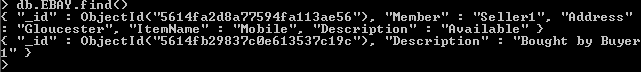 > db.EBAY.find()
{ "_id" : ObjectId("5614fa2d8a77594fa113ae56"), "Member" : "Seller1", "Address"
: "Gloucester", "ItemName" : "Mobile", "Description" : "Available" }
{ "_id" : ObjectId("5614fb29837c0e613537c19c"), "Description" : "Bought by Buyer
1" }
>